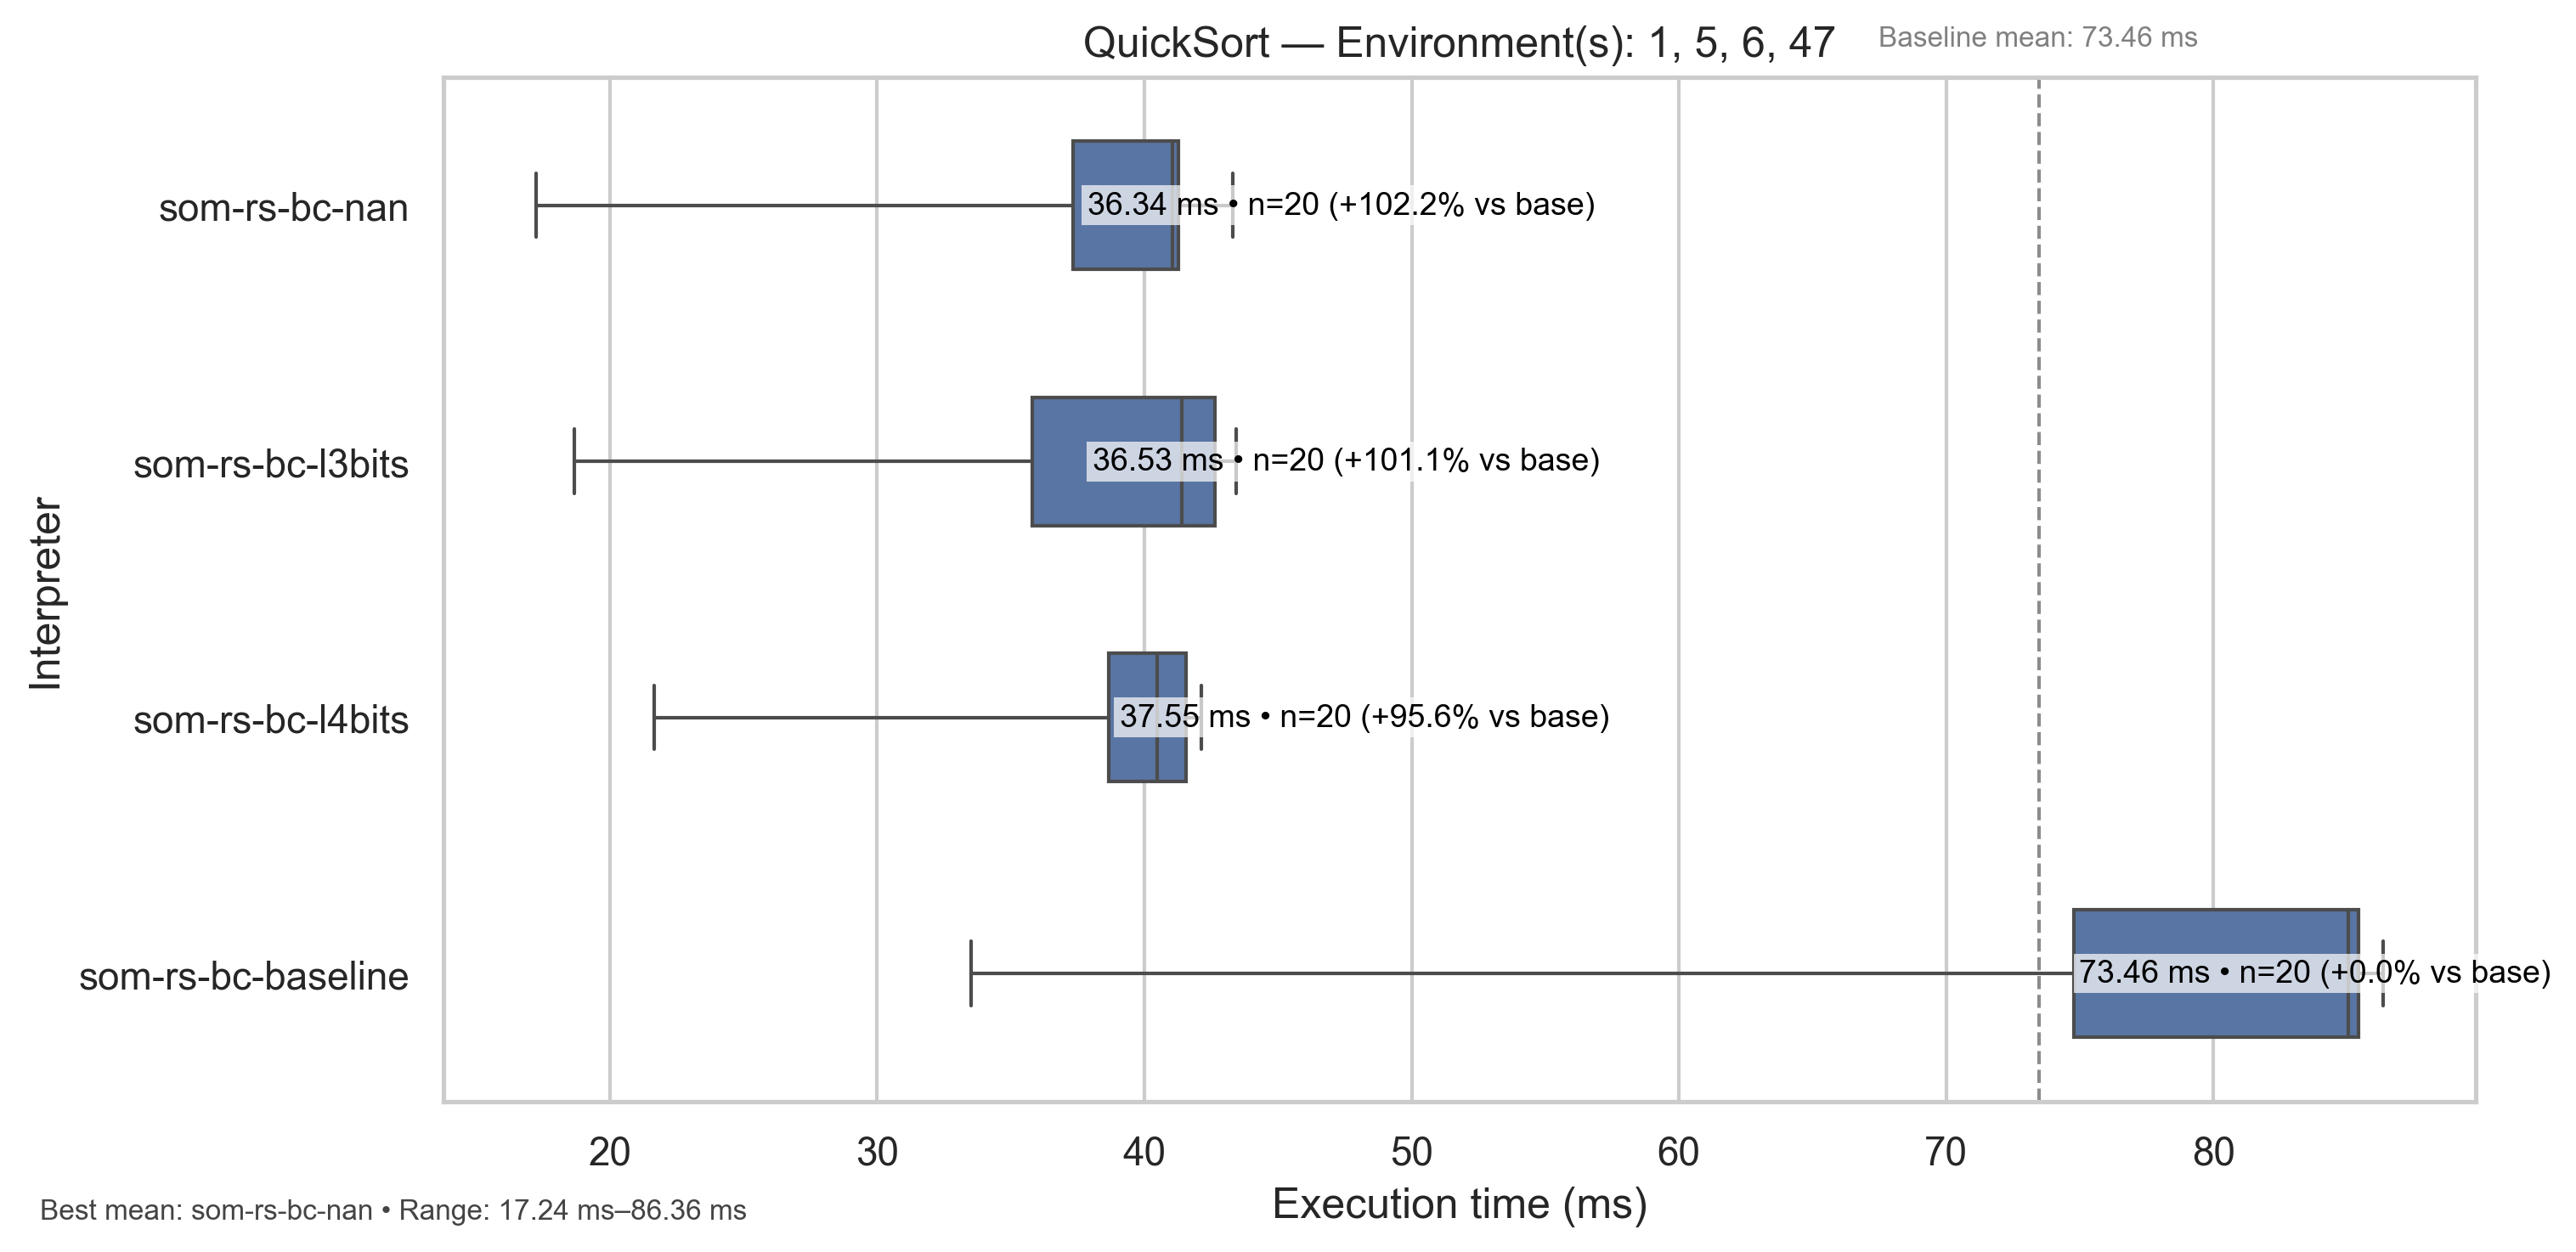 QuickSort — Environment(s): 1, 5, 6, 47
Baseline mean: 73.46 ms
Interpreter
som-rs-bc-nan
36.34 ms • n=20 (+102.2% vs base)
som-rs-bc-l3bits
36.53 ms • n=20 (+101.1% vs base)
som-rs-bc-l4bits
37.55 ms • n=20 (+95.6% vs base)
som-rs-bc-baseline
73.46 ms • n=20 (+0.0% vs base)
20 30 40 50 60 70 80
Execution time (ms)
Best mean: som-rs-bc-nan • Range: 17.24 ms–86.36 ms